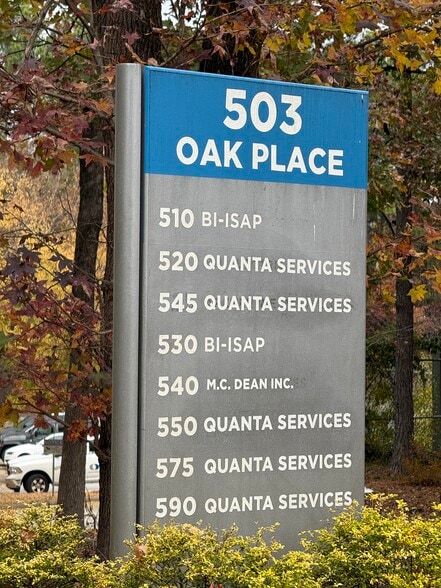 503
OAK PLACE
510 BI-ISAP
520 QUANTA SERVICES
545 QUANTA SERVICES
530 BI-ISAP
540 M.C. DEAN INC.
550 QUANTA SERVICES
575 QUANTA SERVICES
590 QUANTA SERVICES